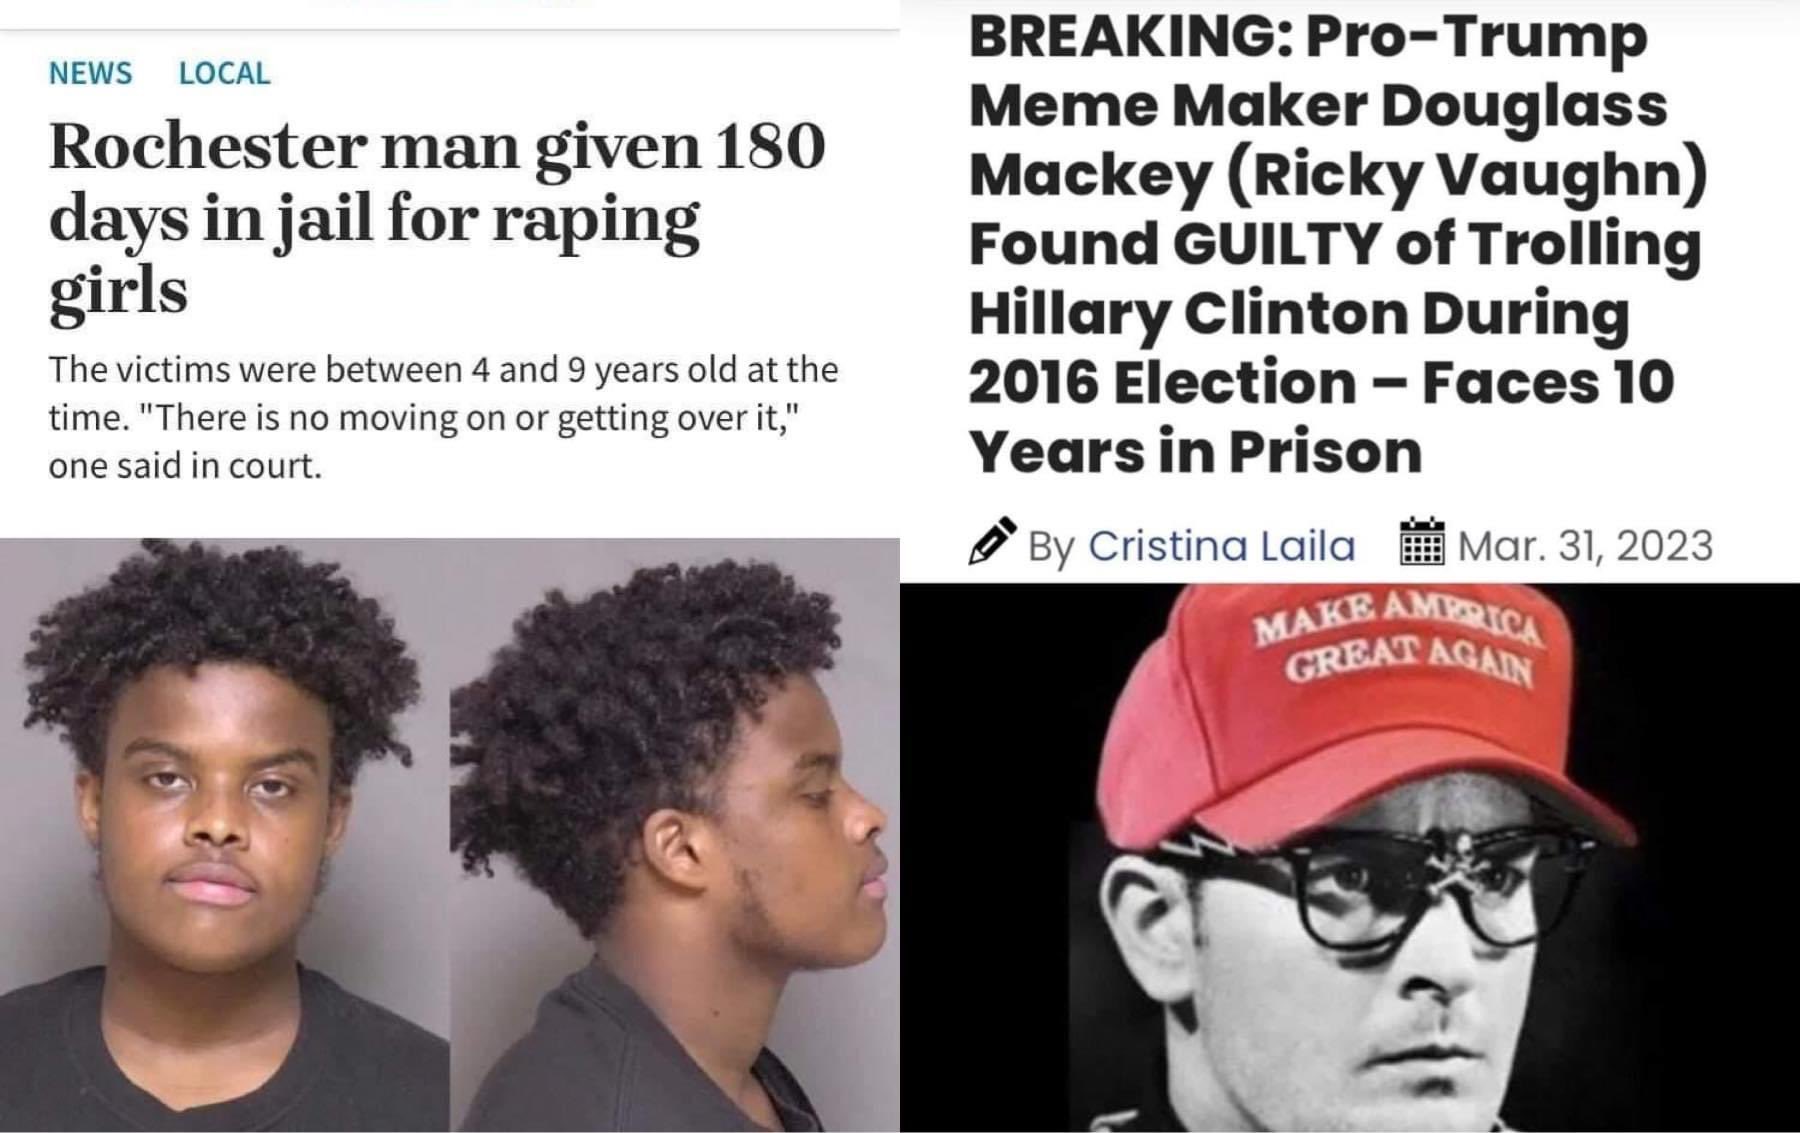 NEWS LOCAL
Rochester man given 180
days in jail for raping
girls
The victims were between 4 and 9 years old at the
time. "There is no moving on or getting over it,"
one said in court.
BREAKING: Pro-Trump
Meme Maker Douglass
Mackey (Ricky Vaughn)
Found GUILTY of Trolling
Hillary Clinton During
2016 Election – Faces 10
Years in Prison
By Cristina Laila Mar. 31, 2023
MAKE AMERICA
GREAT AGAIN